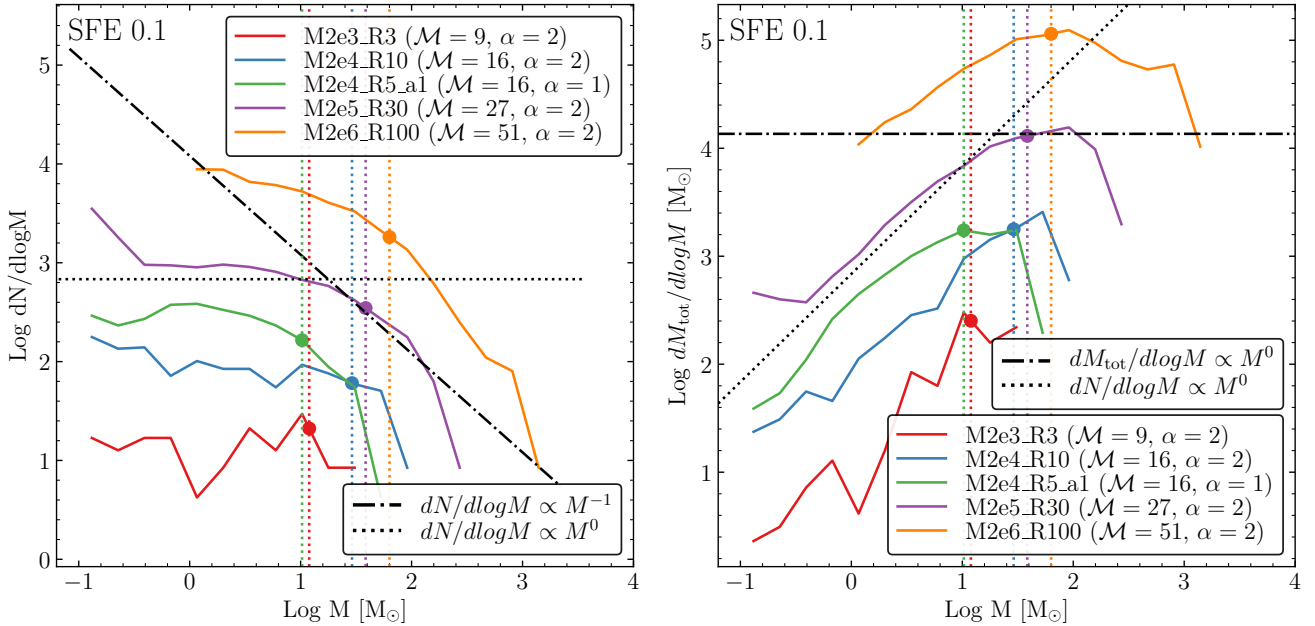 SFE 0.1
M2e3_R3 (ℳ = 9, α = 2)
M2e4_R10 (ℳ = 16, α = 2)
M2e4_R5_a1 (ℳ = 16, α = 1)
M2e5_R30 (ℳ = 27, α = 2)
M2e6_R100 (ℳ = 51, α = 2)
Log dN/dlogM
5
4
3
2
1
0
dN/dlogM ∝ M⁻¹
dN/dlogM ∝ M⁰
−1 0 1 2 3 4
Log M [M☉]
SFE 0.1
Log dM_tot/dlogM [M☉]
5
4
3
2
1
dM_tot/dlogM ∝ M⁰
dN/dlogM ∝ M⁰
M2e3_R3 (ℳ = 9, α = 2)
M2e4_R10 (ℳ = 16, α = 2)
M2e4_R5_a1 (ℳ = 16, α = 1)
M2e5_R30 (ℳ = 27, α = 2)
M2e6_R100 (ℳ = 51, α = 2)
−1 0 1 2 3 4
Log M [M☉]